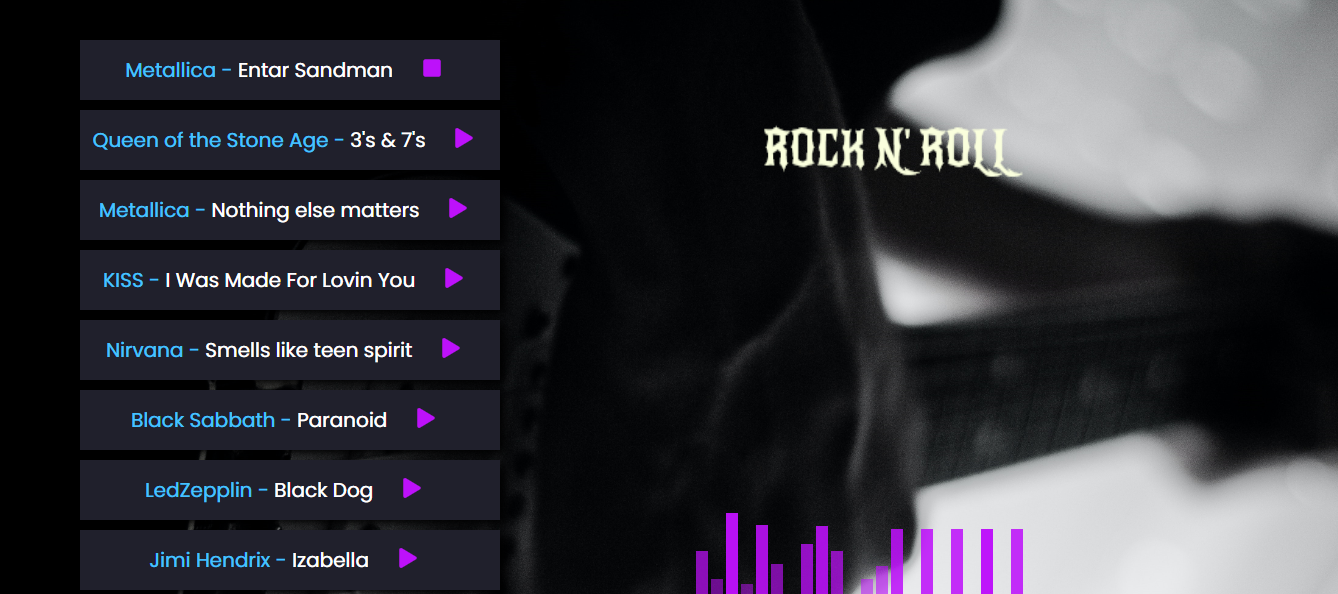 Metallica - Entar Sandman
Queen of the Stone Age - 3's & 7's
Metallica - Nothing else matters
KISS - I Was Made For Lovin You
Nirvana - Smells like teen spirit
Black Sabbath - Paranoid
LedZepplin - Black Dog
Jimi Hendrix - Izabella
ROCK N' ROLL